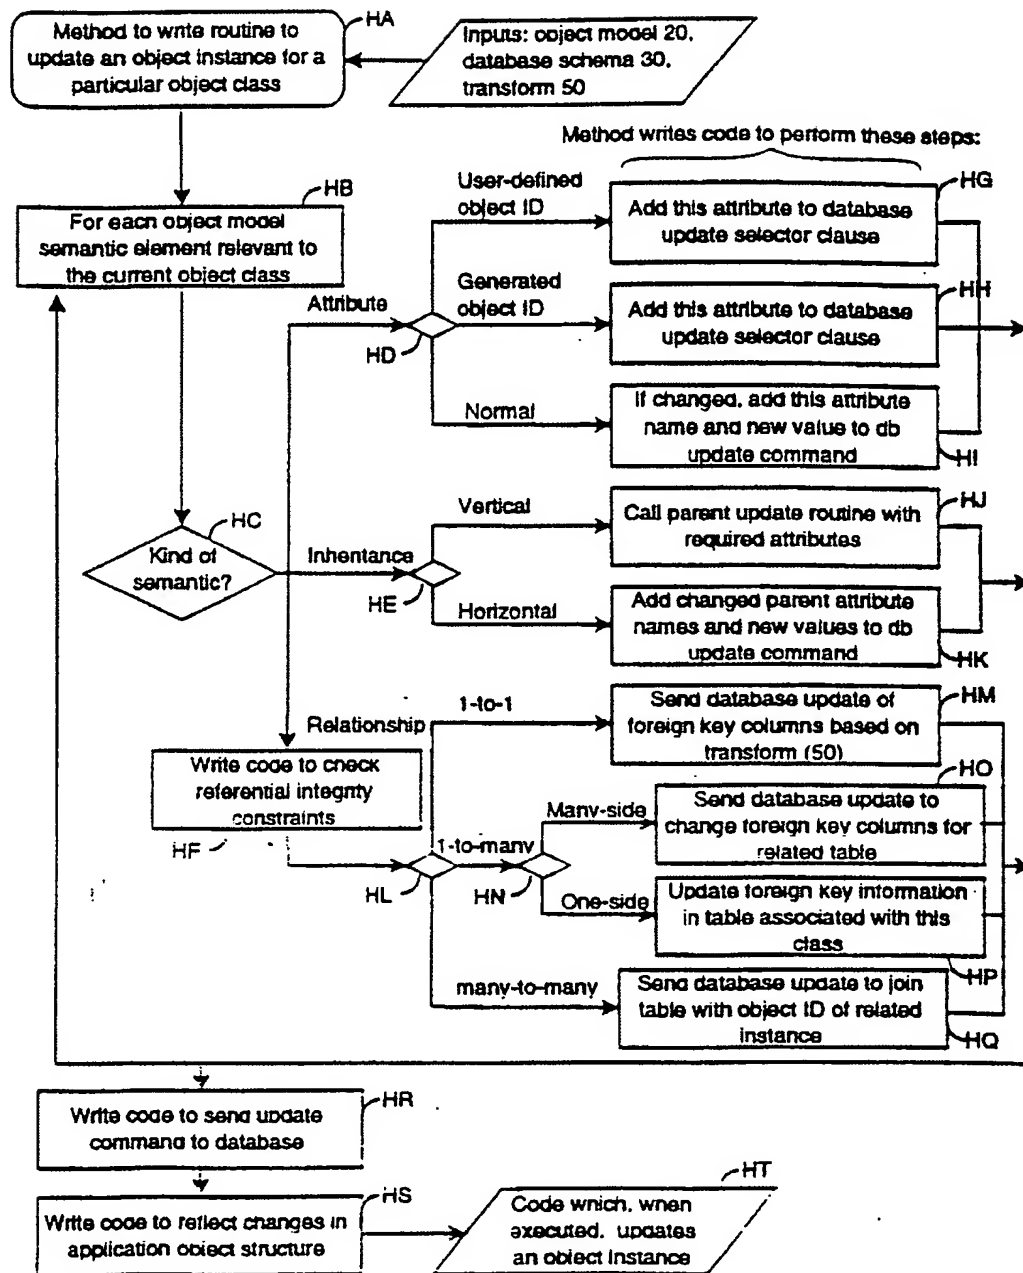 HA
Method to write routine to
update an object instance for a
particular object class
Inputs: object model 20,
database schema 30,
transform 50
Method writes code to perform these steps:
HB
For each object model
semantic element relevant to
the current object class
User-defined
object ID
HG
Add this attribute to database
update selector clause
Attribute
HD
Generated
object ID
HH
Add this attribute to database
update selector clause
Normal
If changed, add this attribute
name and new value to db
update command
HI
HC
Kind of
semantic?
Inheritance
HE
Vertical
HJ
Call parent update routine with
required attributes
Horizontal
Add changed parent attribute
names and new values to db
update command
HK
Relationship
Write code to check
referential integrity
constraints
HF
HL
1-to-1
HM
Send database update of
foreign key columns based on
transform (50)
1-to-many
HN
Many-side
HO
Send database update to
change foreign key columns for
related table
One-side
Update foreign key information
in table associated with this
class
HP
many-to-many
Send database update to join
table with object ID of related
instance
HQ
HR
Write code to send update
command to database
HS
Write code to reflect changes in
application object structure
HT
Code which, when
executed, updates
an object instance